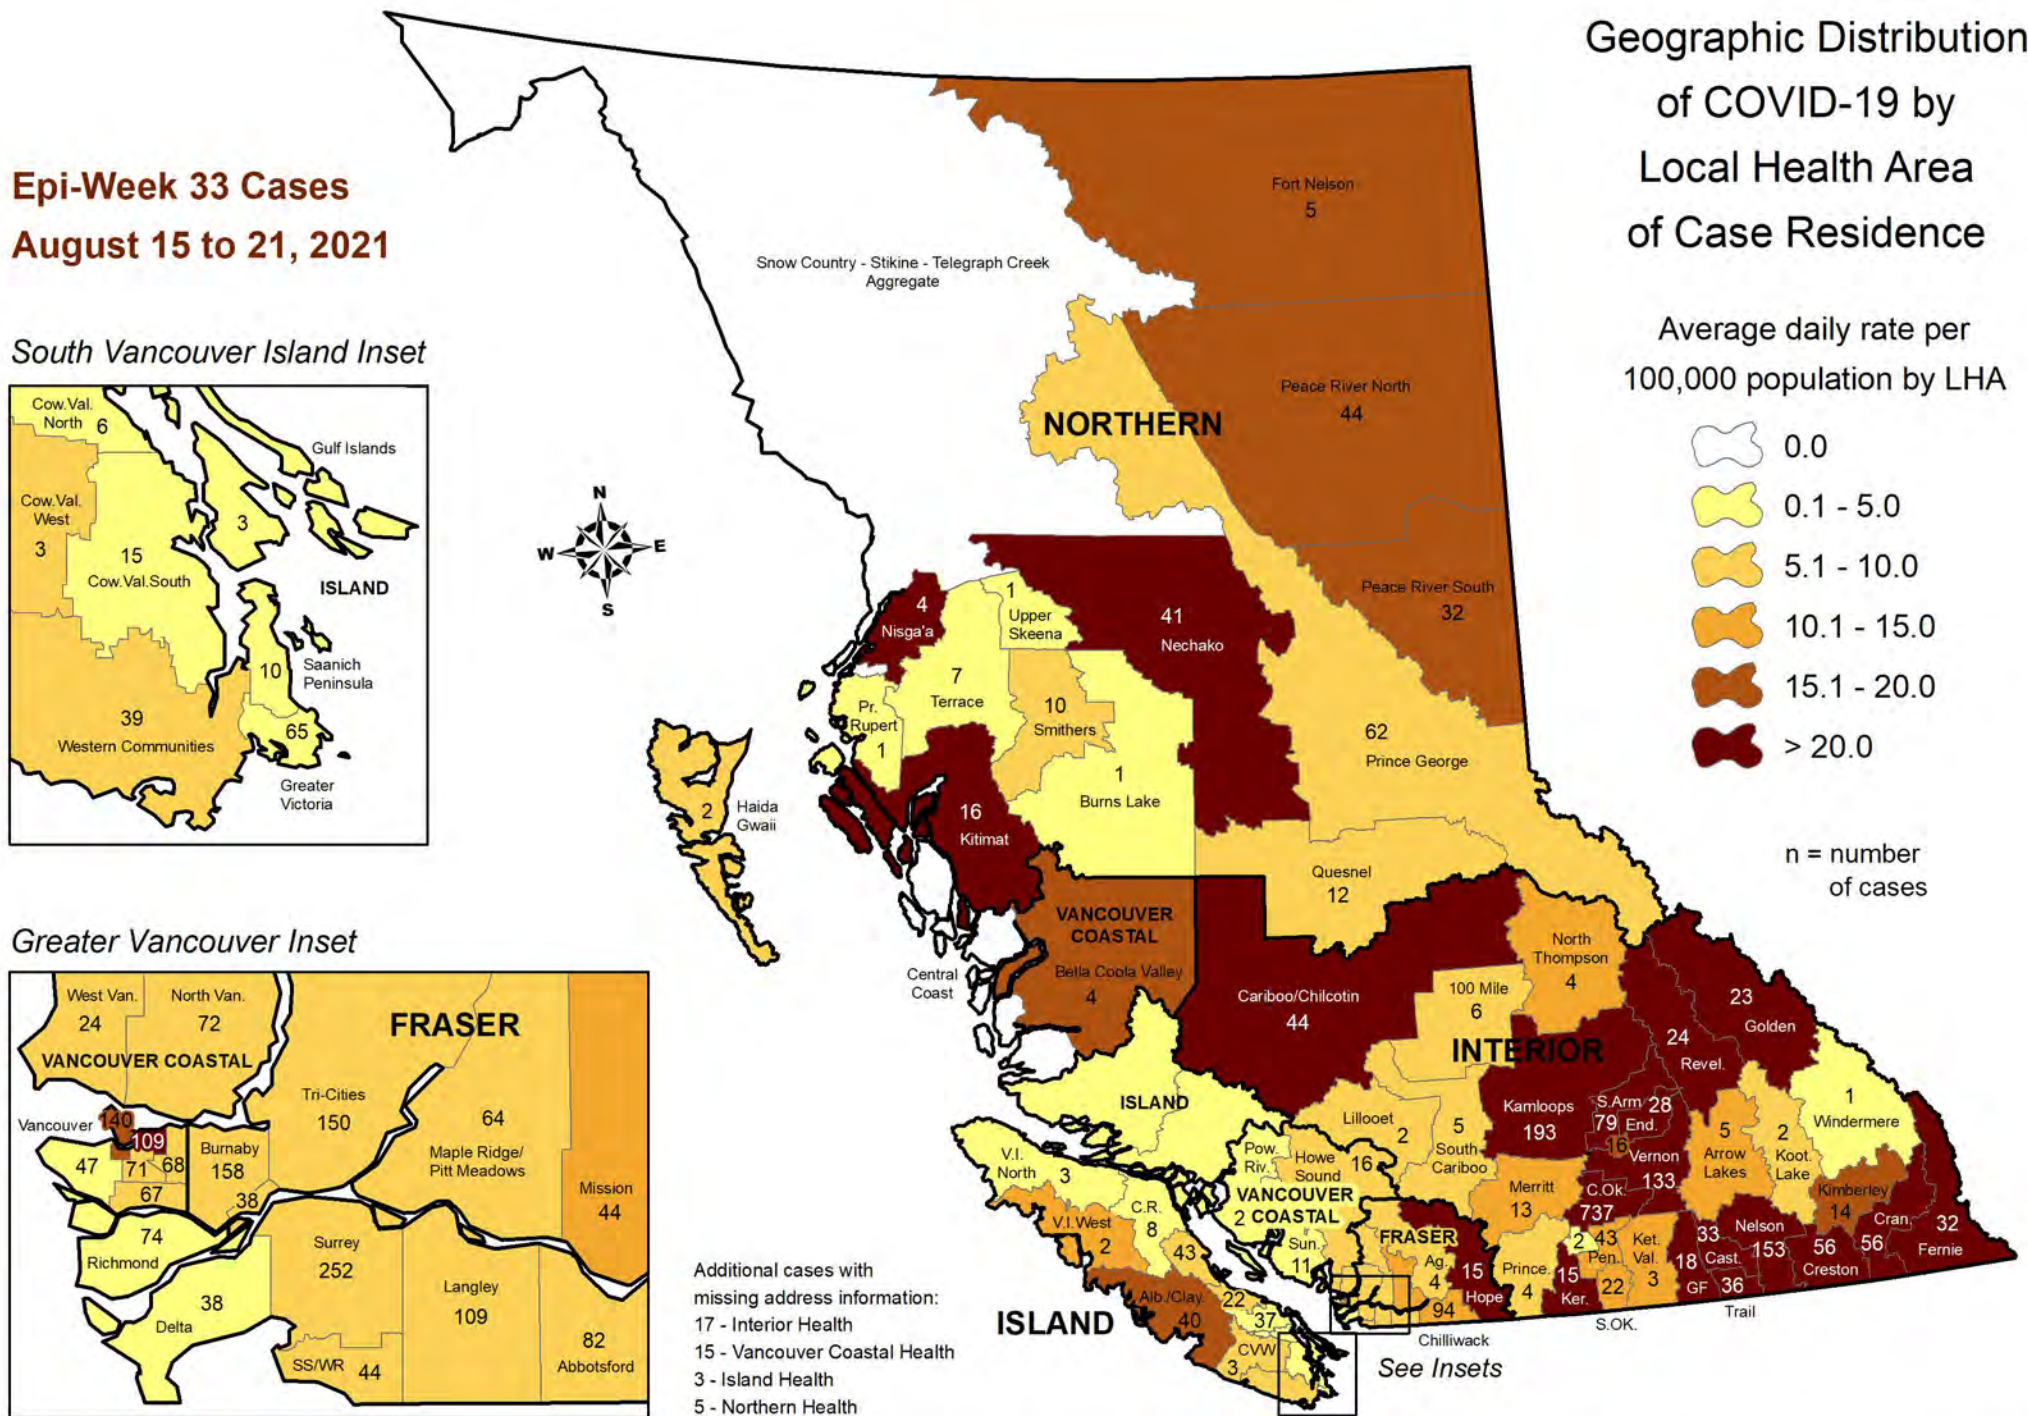 Geographic Distribution
of COVID-19 by
Local Health Area
of Case Residence
Epi-Week 33 Cases
August 15 to 21, 2021
Average daily rate per
100,000 population by LHA
0.0
0.1 - 5.0
5.1 - 10.0
10.1 - 15.0
15.1 - 20.0
> 20.0
n = number
of cases
South Vancouver Island Inset
Cow.Val.
North 6
Gulf Islands
Cow.Val.
West
3
3
15
Cow.Val.South
ISLAND
10
Saanich
Peninsula
39
Western Communities
65
Greater
Victoria
Greater Vancouver Inset
West Van.
24
North Van.
72
VANCOUVER COASTAL
FRASER
Tri-Cities
150
64
Maple Ridge/
Pitt Meadows
Mission
44
Vancouver
140
109
47
71
68
67
Burnaby
158
38
74
Richmond
38
Delta
Surrey
252
Langley
109
SS/WR 44
82
Abbotsford
N
W E
S
Snow Country - Stikine - Telegraph Creek
Aggregate
Fort Nelson
5
Peace River North
44
NORTHERN
Peace River South
32
4
Nisga'a
1
Upper
Skeena
41
Nechako
7
Terrace
Pr.
Rupert
1
10
Smithers
62
Prince George
1
Burns Lake
2
Haida
Gwaii
16
Kitimat
Quesnel
12
VANCOUVER
COASTAL
Bella Coola Valley
4
Central
Coast
Cariboo/Chilcotin
44
North
Thompson
4
100 Mile
6
INTERIOR
23
Golden
24
Revel.
1
Windermere
ISLAND
Lillooet
2
5
South
Cariboo
Kamloops
193
S.Arm
79
28
End.
16
Vernon
133
5
Arrow
Lakes
2
Koot.
Lake
Kimberley
14
V.I.
North
3
Pow.
Riv.
2
Howe
Sound
16
VANCOUVER
COASTAL
C.R.
8
V.I.West
2
43
Sun.
11
FRASER
Ag.
4
15
Hope
Merritt
13
C.Ok.
737
2
43
Pen.
Ket.
Val.
3
Prince.
4
15
Ker.
22
S.OK.
18
GF
33
Cast.
36
Trail
Nelson
153
56
Creston
Cran.
56
32
Fernie
Alb./Clay.
40
22
37
CVW
3
ISLAND
94
Chilliwack
See Insets
Additional cases with
missing address information:
17 - Interior Health
15 - Vancouver Coastal Health
3 - Island Health
5 - Northern Health